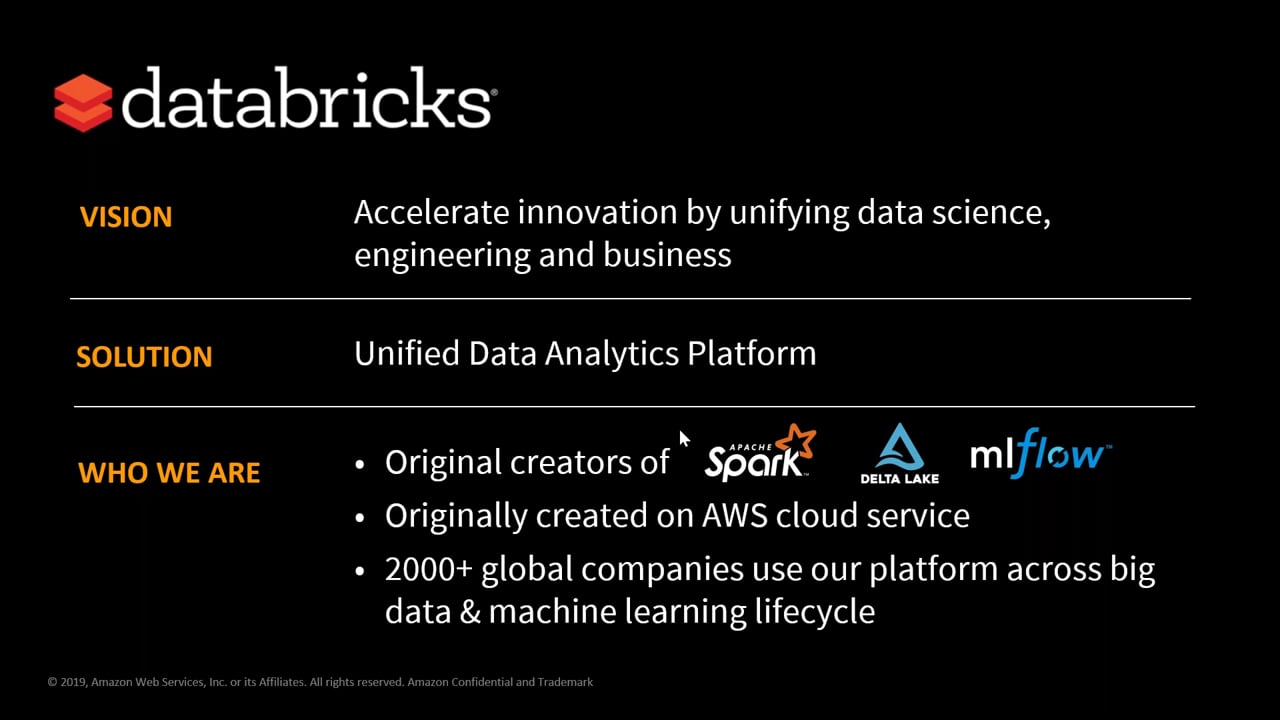 databricks®
VISION
Accelerate innovation by unifying data science,
engineering and business
SOLUTION
Unified Data Analytics Platform
WHO WE ARE
• Original creators of
APACHE
Spark™
DELTA LAKE
mlflow™
• Originally created on AWS cloud service
• 2000+ global companies use our platform across big
data & machine learning lifecycle
© 2019, Amazon Web Services, Inc. or its Affiliates. All rights reserved. Amazon Confidential and Trademark